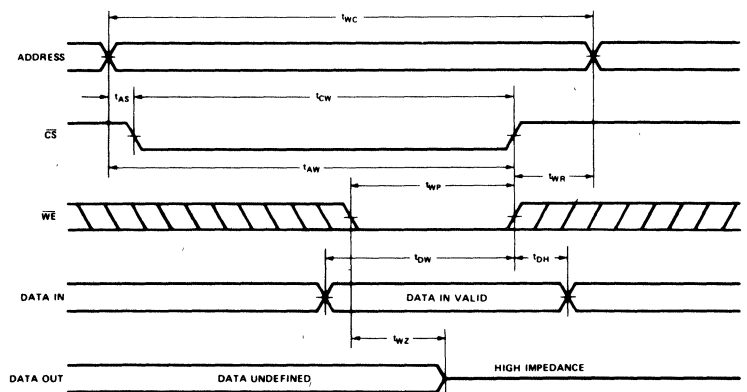 tWC
ADDRESS
tAS
tCW
CS
tAW
tWP
tWR
WE
tDW
tDH
DATA IN
DATA IN VALID
tWZ
DATA OUT
DATA UNDEFINED
HIGH IMPEDANCE